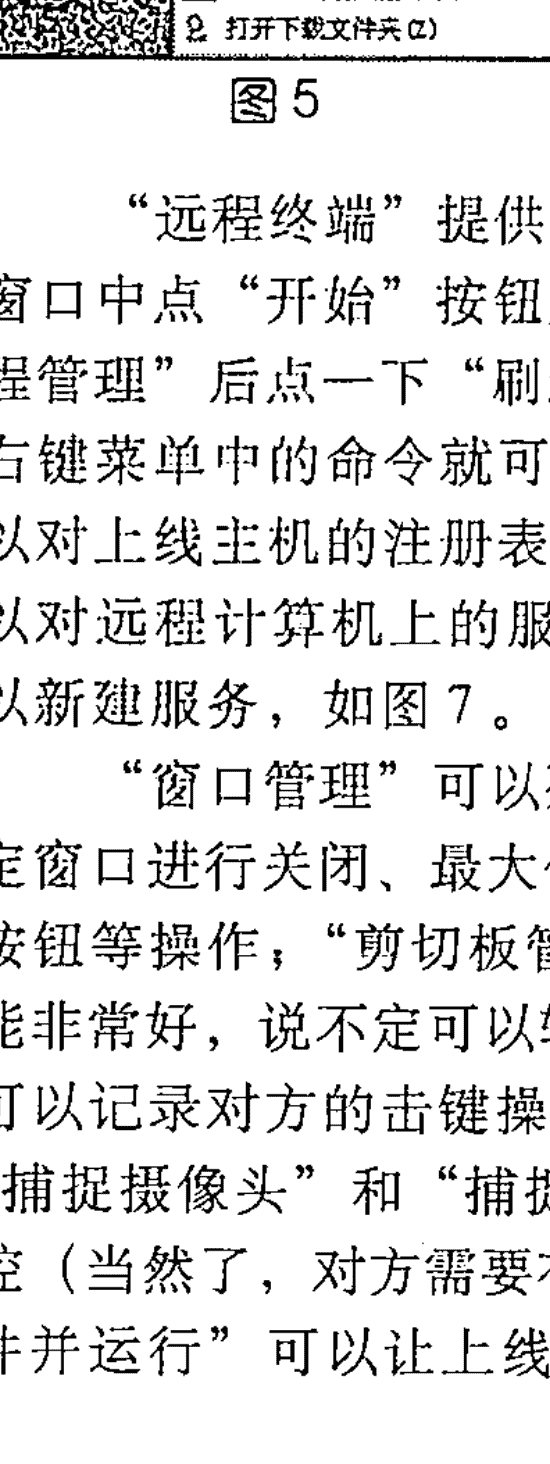 打开下载文件夹(Z)
图 5
“远程终端” 提供
窗口中点 “开始” 按钮
程管理” 后点一下 “刷
右键菜单中的命令就可
以对上线主机的注册表
以对远程计算机上的服
以新建服务，如图 7 。
“窗口管理” 可以
定窗口进行关闭、最大
按钮等操作；“剪切板管
能非常好，说不定可以
可以记录对方的击键操
捕捉摄像头” 和 “捕捉
控（当然了，对方需要
件并运行” 可以让上线